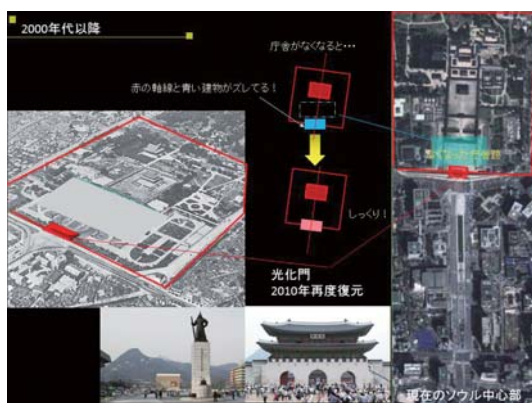 2000年代以降
庁舎がなくなると・・・
赤の軸線と青い建物がズレてる！
しっくり！
光化門
2010年再度復元
現在のソウル中心部